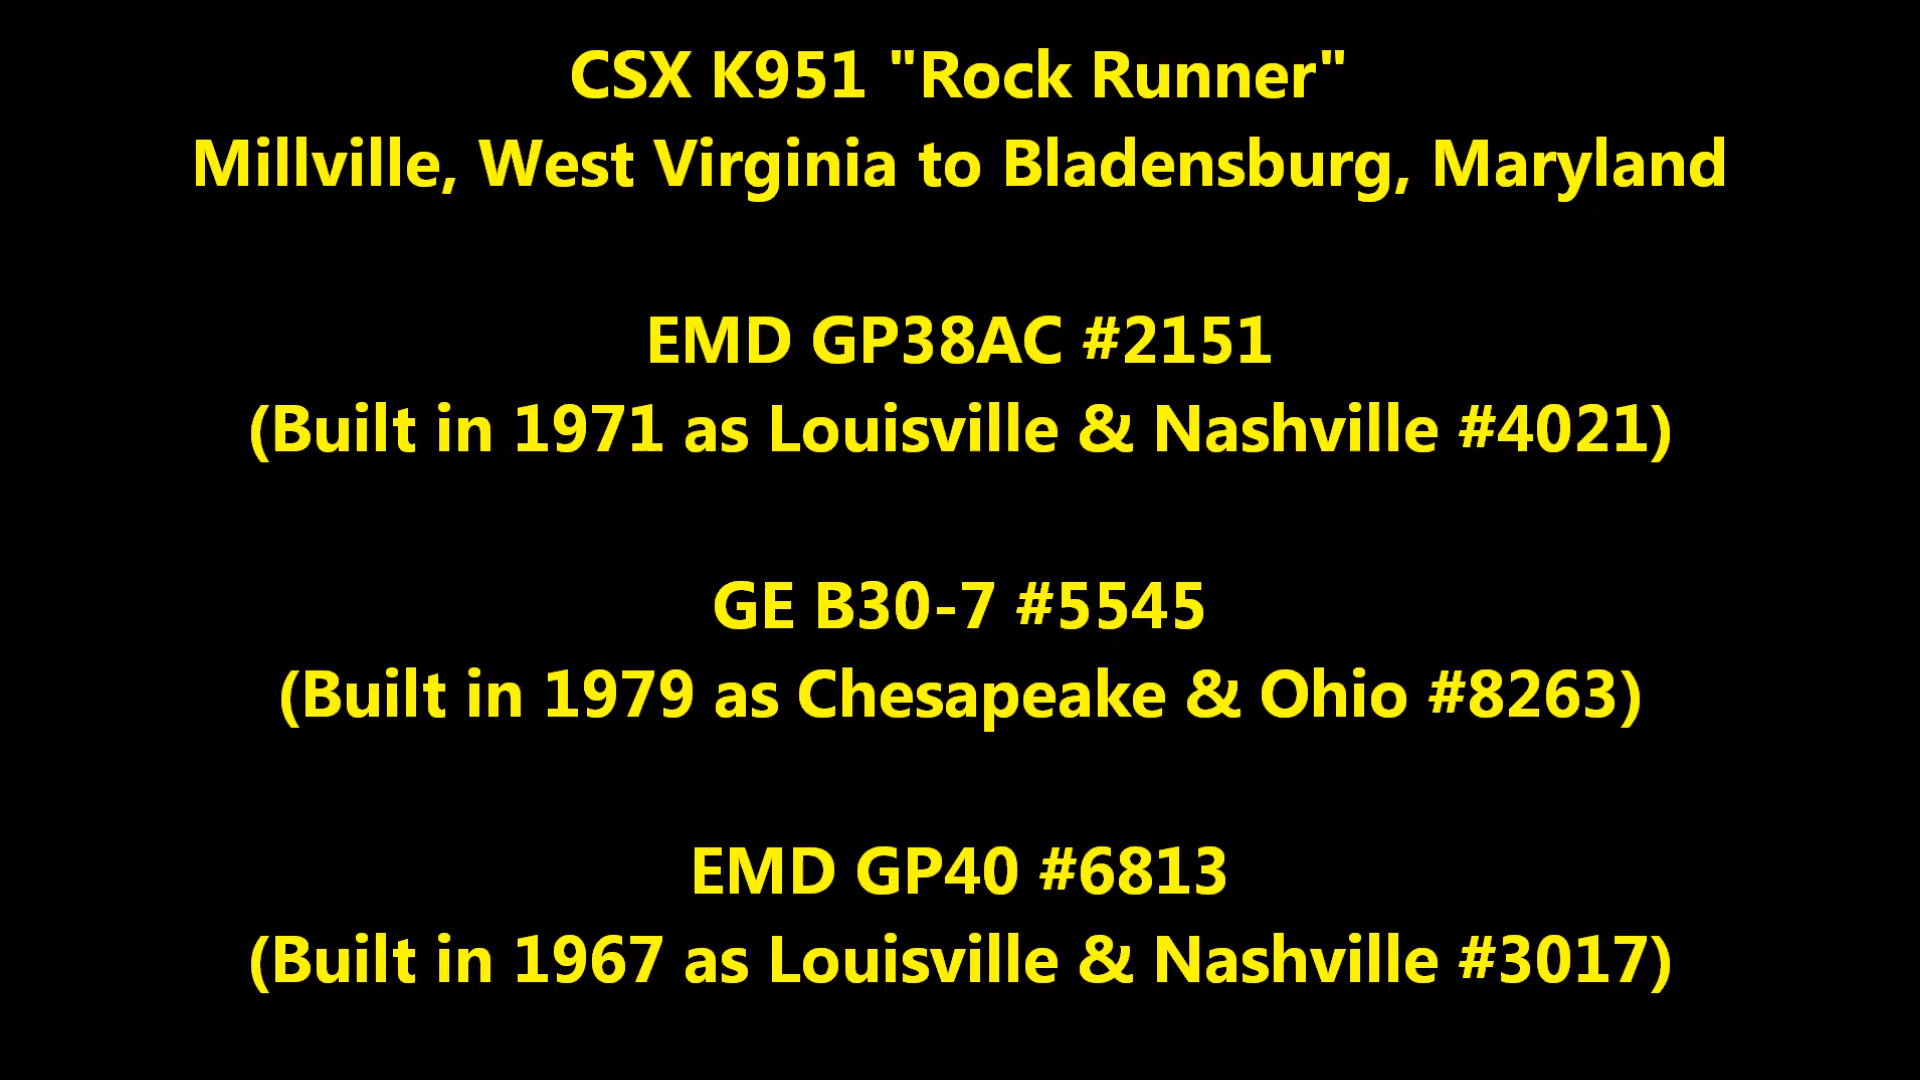 CSX K951 "Rock Runner"
Millville, West Virginia to Bladensburg, Maryland
EMD GP38AC #2151
(Built in 1971 as Louisville & Nashville #4021)
GE B30-7 #5545
(Built in 1979 as Chesapeake & Ohio #8263)
EMD GP40 #6813
(Built in 1967 as Louisville & Nashville #3017)